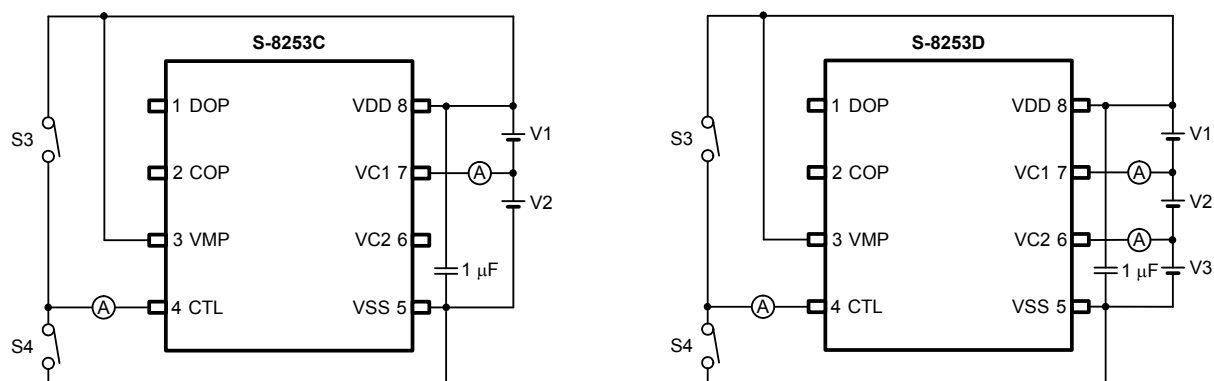 S-8253C
1 DOP
VDD 8
S3
V1
2 COP
VC1 7
A
V2
3 VMP
VC2 6
1 μF
A
4 CTL
VSS 5
S4
S-8253D
1 DOP
VDD 8
S3
V1
2 COP
VC1 7
A
V2
3 VMP
VC2 6
A
1 μF
V3
A
4 CTL
VSS 5
S4